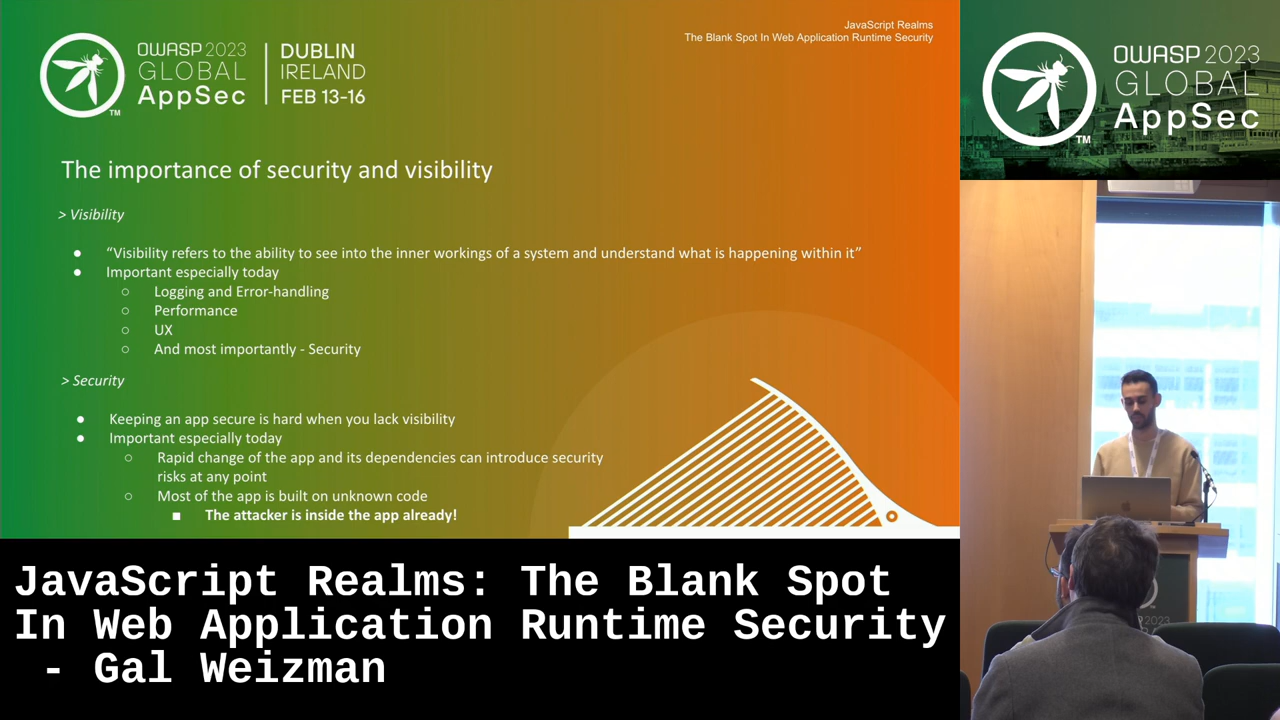 OWASP 2023
GLOBAL
AppSec
TM
DUBLIN
IRELAND
FEB 13-16
JavaScript Realms
The Blank Spot In Web Application Runtime Security
The importance of security and visibility
> Visibility
● “Visibility refers to the ability to see into the inner workings of a system and understand what is happening within it”
● Important especially today
○ Logging and Error-handling
○ Performance
○ UX
○ And most importantly - Security
> Security
● Keeping an app secure is hard when you lack visibility
● Important especially today
○ Rapid change of the app and its dependencies can introduce security
risks at any point
○ Most of the app is built on unknown code
■ The attacker is inside the app already!
OWASP 2023
GLOBAL
AppSec
TM
JavaScript Realms: The Blank Spot
In Web Application Runtime Security
- Gal Weizman